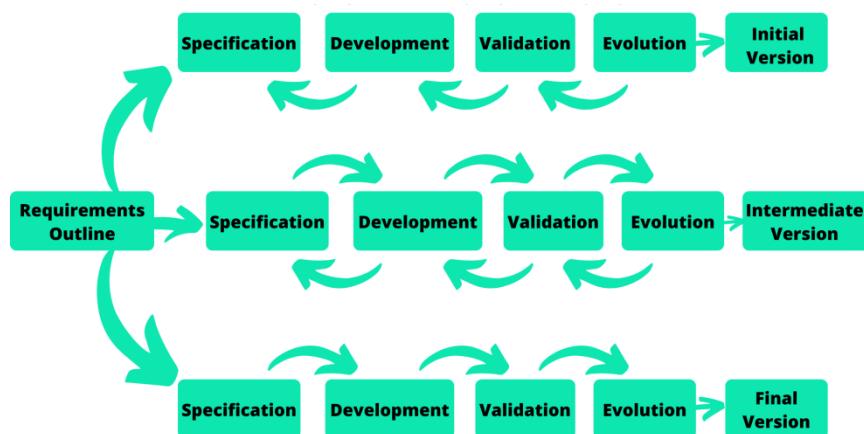 Specification
Development
Validation
Evolution
Initial
Version
Requirements
Outline
Specification
Development
Validation
Evolution
Intermediate
Version
Specification
Development
Validation
Evolution
Final
Version